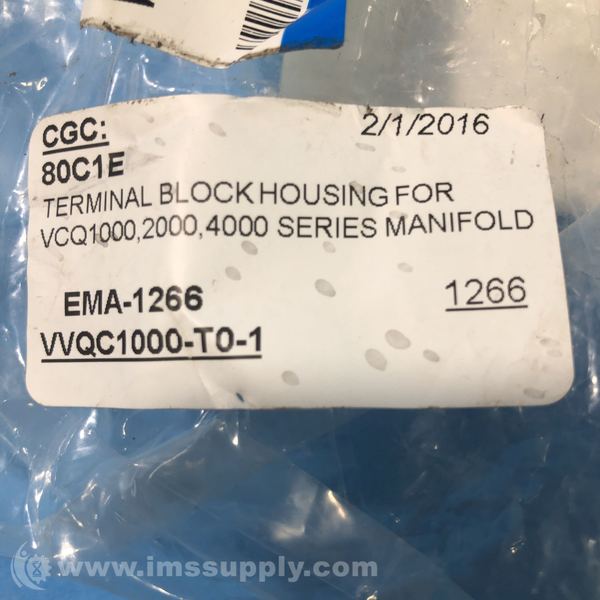 CGC: 2/1/2016
80C1E
TERMINAL BLOCK HOUSING FOR
VCQ1000,2000,4000 SERIES MANIFOLD
EMA-1266 1266
VVQC1000-T0-1
www.imssupply.com